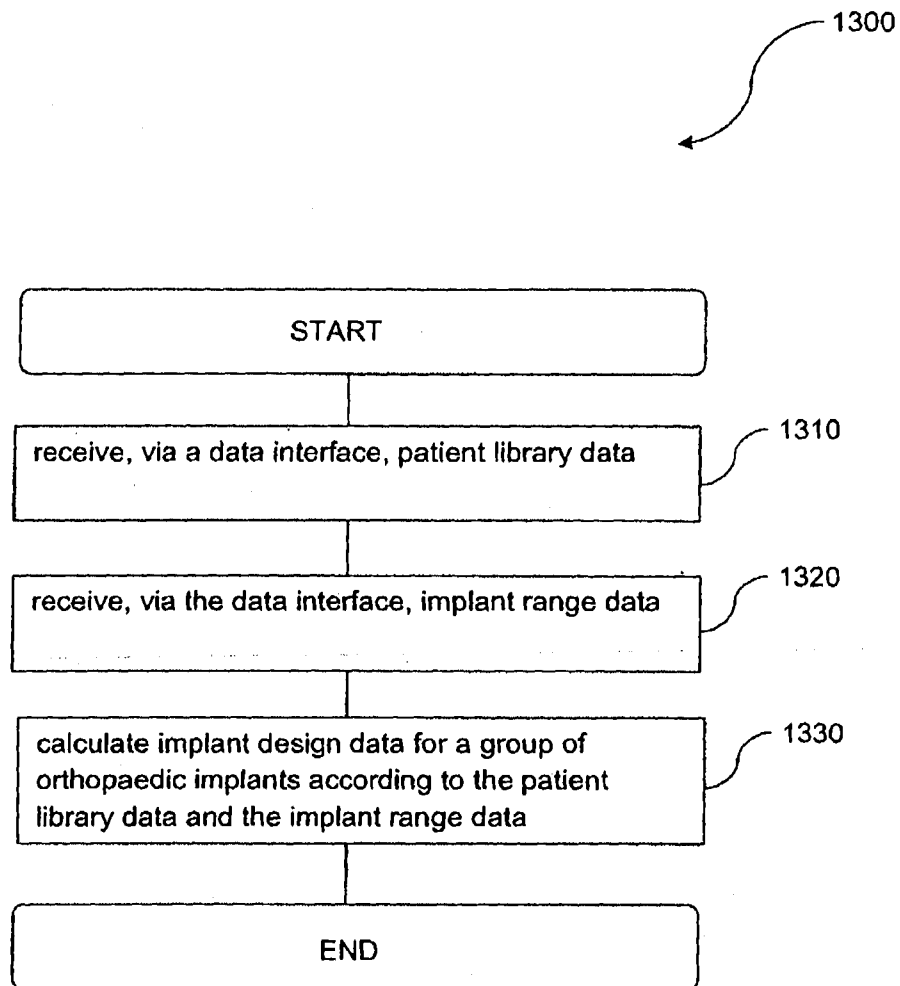 1300
START
receive, via a data interface, patient library data
1310
receive, via the data interface, implant range data
1320
calculate implant design data for a group of
orthopaedic implants according to the patient
library data and the implant range data
1330
END